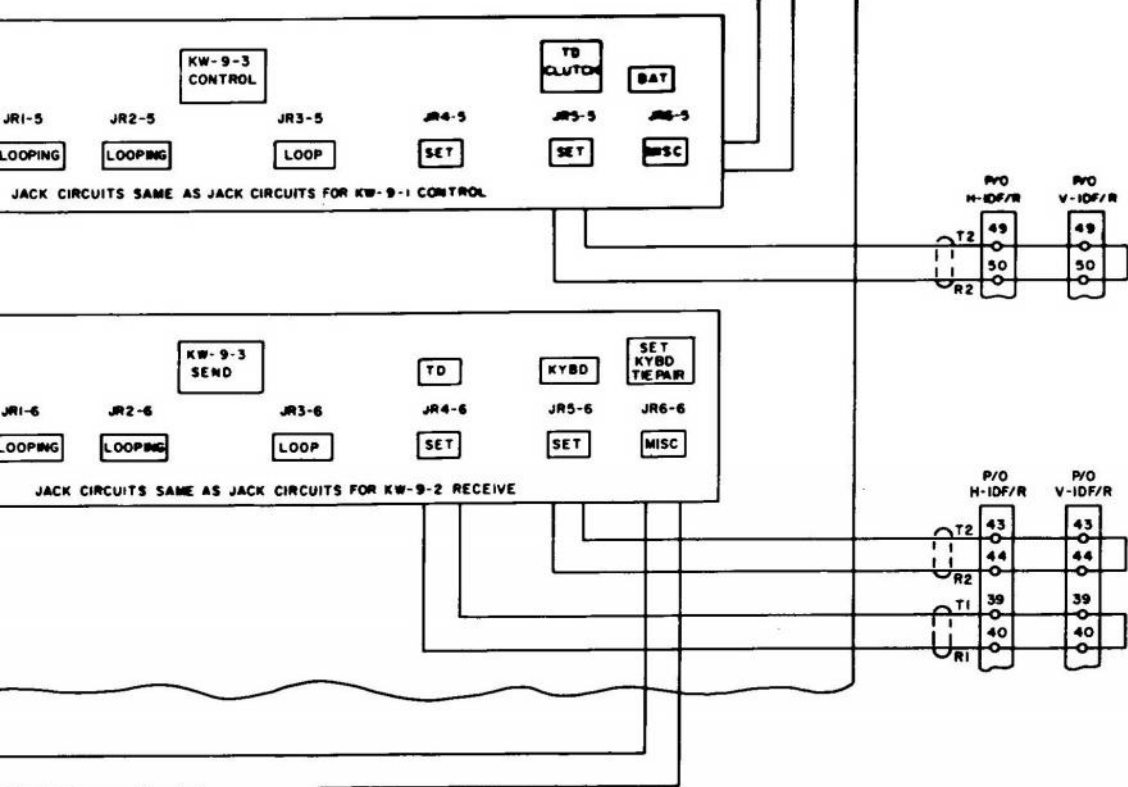 KW-9-3
CONTROL
TD
CLUTCH
BAT
JR1-5
JR2-5
JR3-5
JR4-5
JR5-5
JR6-5
LOOPING
LOOPING
LOOP
SET
SET
MISC
JACK CIRCUITS SAME AS JACK CIRCUITS FOR KW-9-1 CONTROL
P/O
H-IDF/R
P/O
V-IDF/R
T2
49
49
50
50
R2
KW-9-3
SEND
TD
KYBD
SET
KYBD
TIE PAIR
JR1-6
JR2-6
JR3-6
JR4-6
JR5-6
JR6-6
LOOPING
LOOPING
LOOP
SET
SET
MISC
JACK CIRCUITS SAME AS JACK CIRCUITS FOR KW-9-2 RECEIVE
P/O
H-IDF/R
P/O
V-IDF/R
T2
43
43
44
44
R2
T1
39
39
40
40
R1